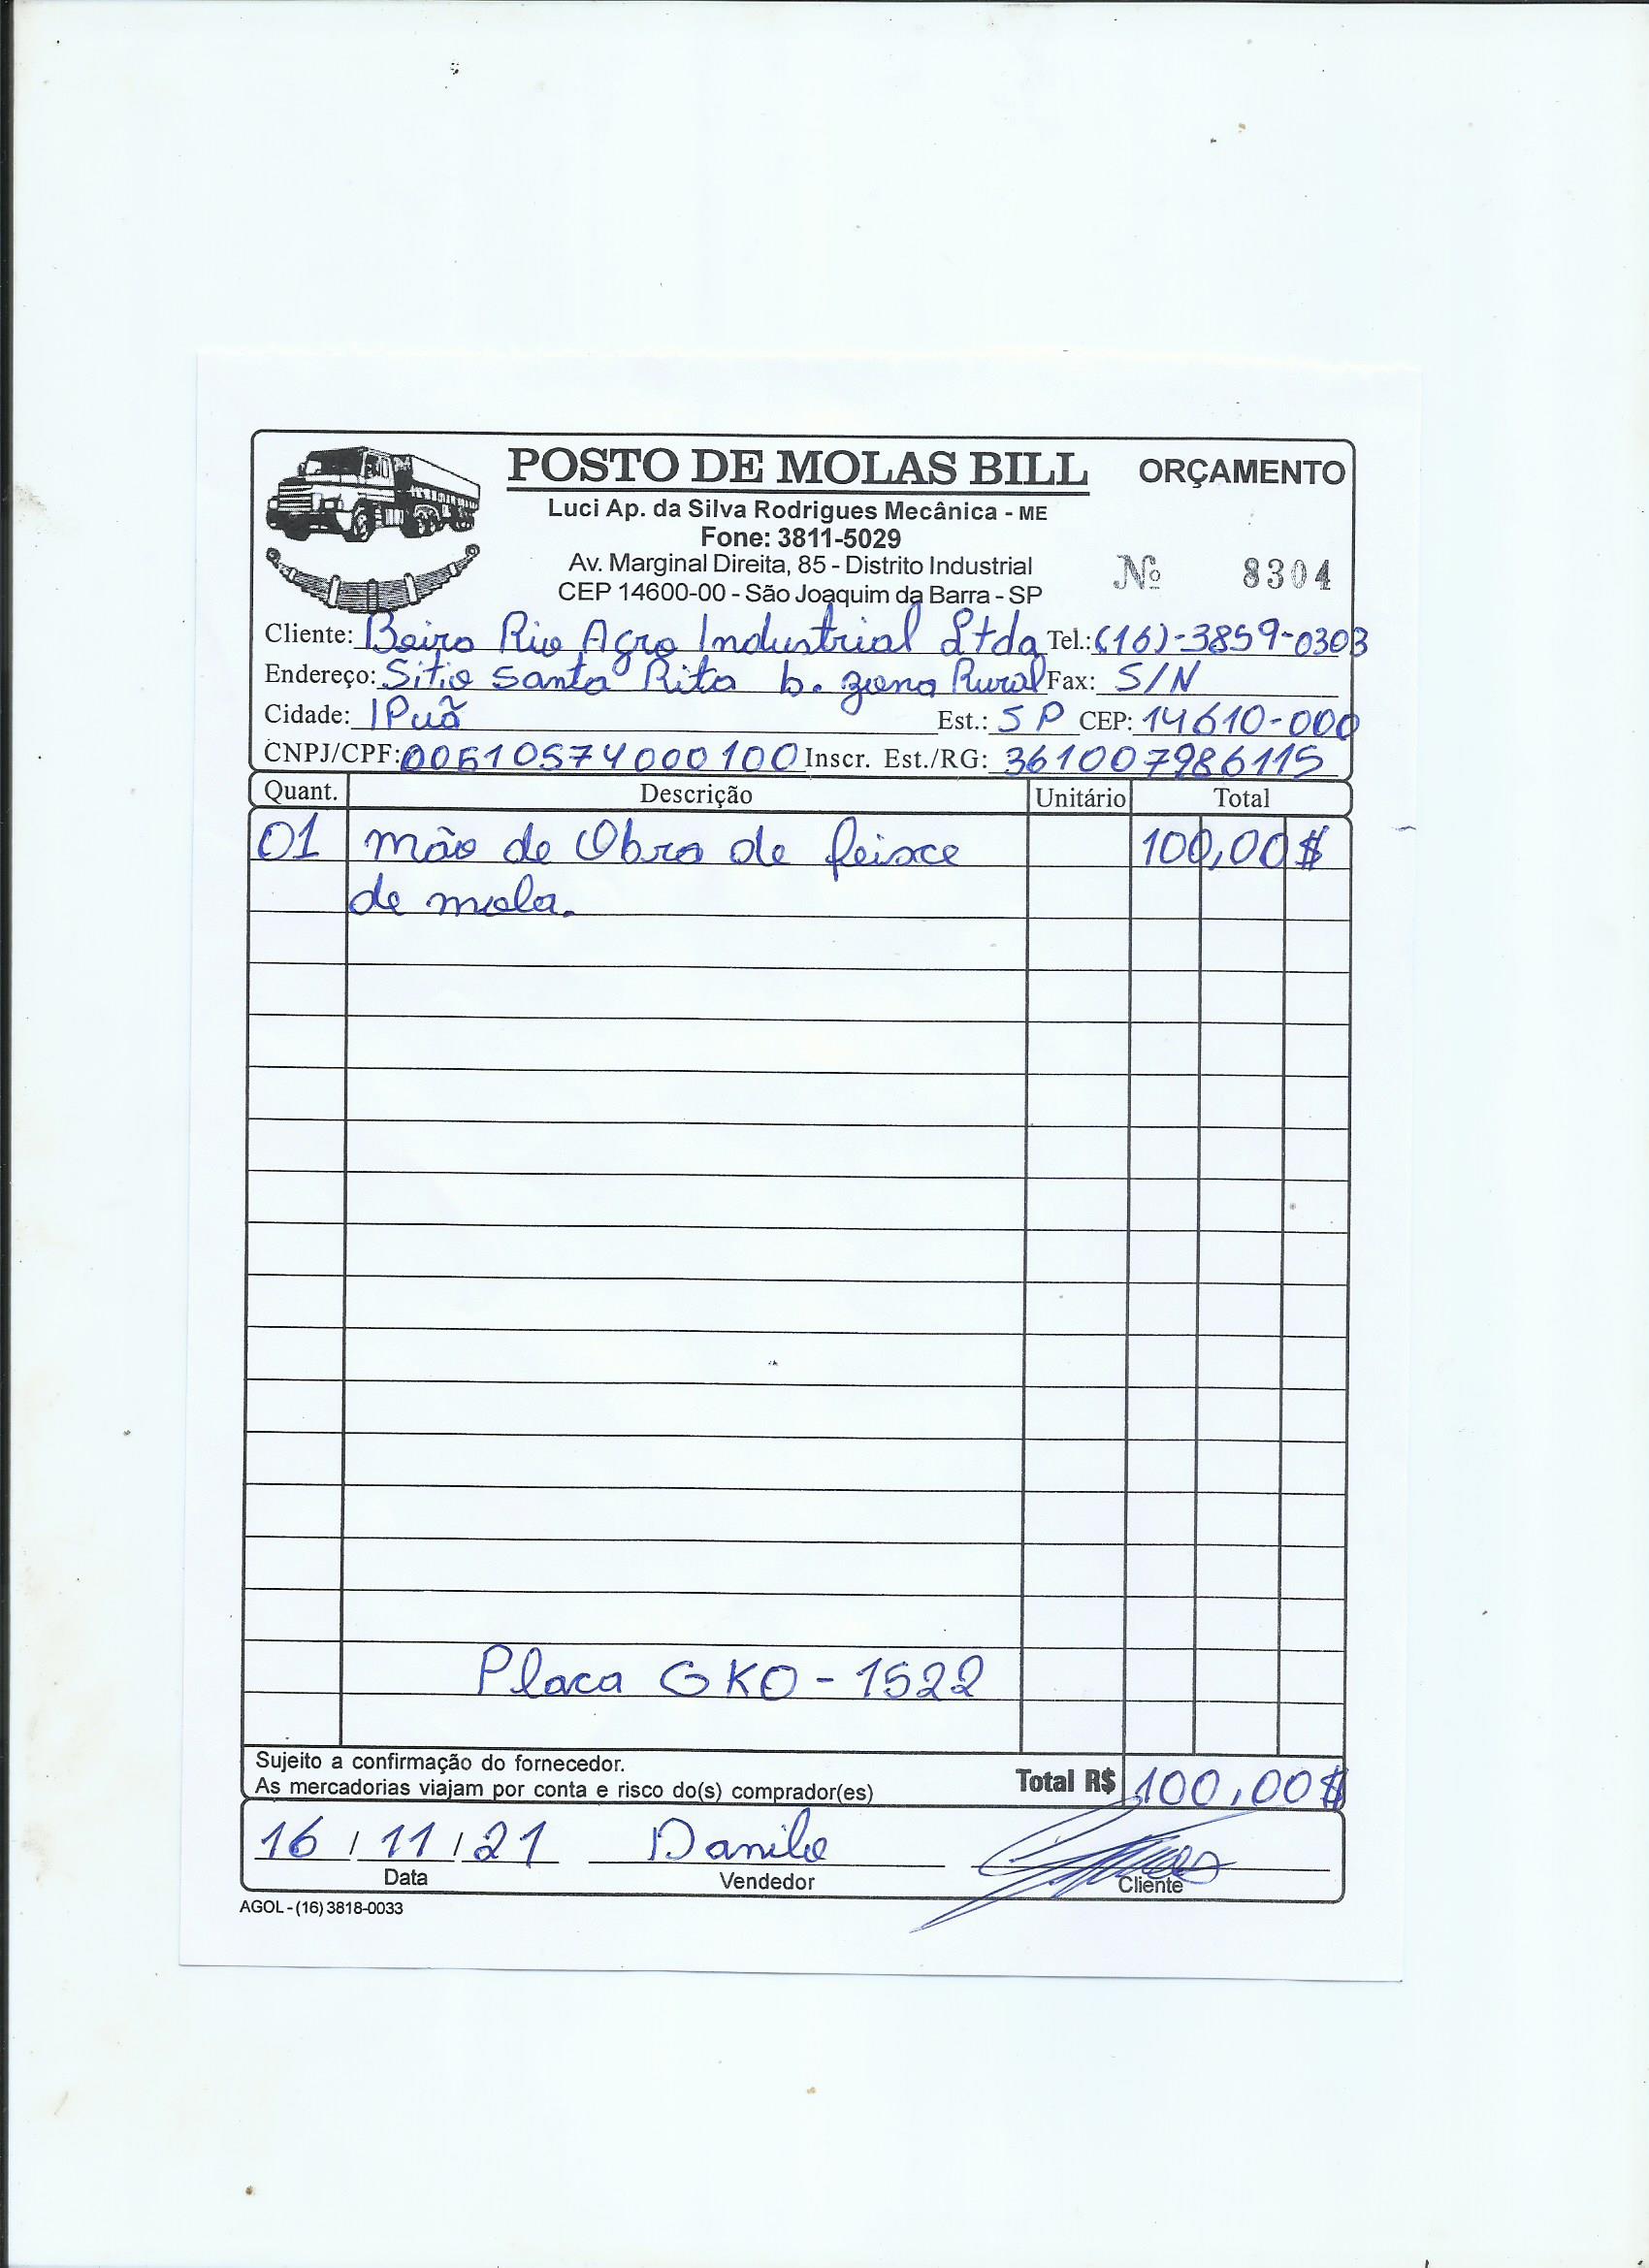 POSTO DE MOLAS BILL ORÇAMENTO
Luci Ap. da Silva Rodrigues Mecânica - ME
Fone: 3811-5029
Av. Marginal Direita, 85 - Distrito Industrial
Nº 8304
CEP 14600-00 - São Joaquim da Barra - SP
Cliente: Beira Rio Agro Industrial Ltda Tel.: (16)-3859-0303
Endereço: Sitio Santa Rita b. zona Rural Fax: S/N
Cidade: IPuã Est.: SP CEP: 14610-000
CNPJ/CPF: 00610574000100 Inscr. Est./RG: 361007986115
Quant. Descrição Unitário Total
01 mão de Obra de feixe 100,00$
de mola.
Placa GKO-1522
Sujeito a confirmação do fornecedor.
As mercadorias viajam por conta e risco do(s) comprador(es) Total R$ 100,00$
16 / 11 / 21 Danilo
Data Vendedor Cliente
AGOL - (16) 3818-0033